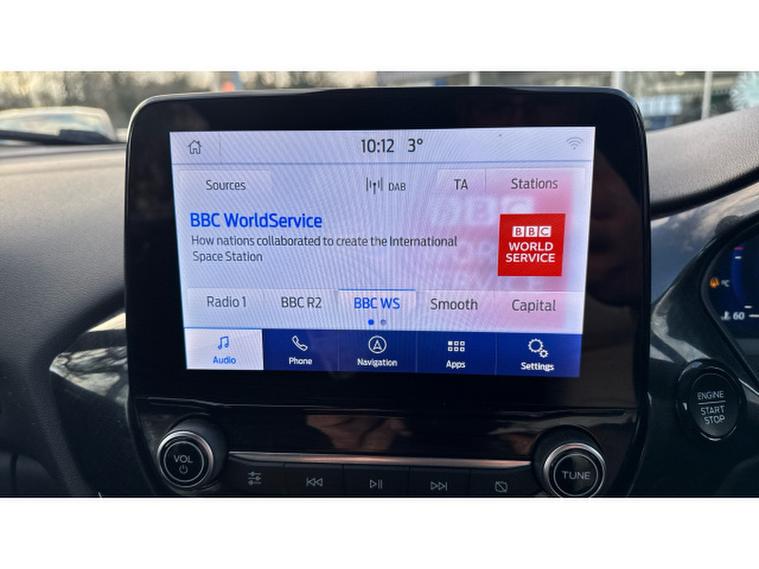 10:12 3°
Sources DAB TA Stations
BBC WorldService
How nations collaborated to create the International
Space Station
BBC
WORLD
SERVICE
Radio 1 BBC R2 BBC WS Smooth Capital
Audio Phone Navigation Apps Settings
ENGINE
START
STOP
VOL
TUNE
°C
60